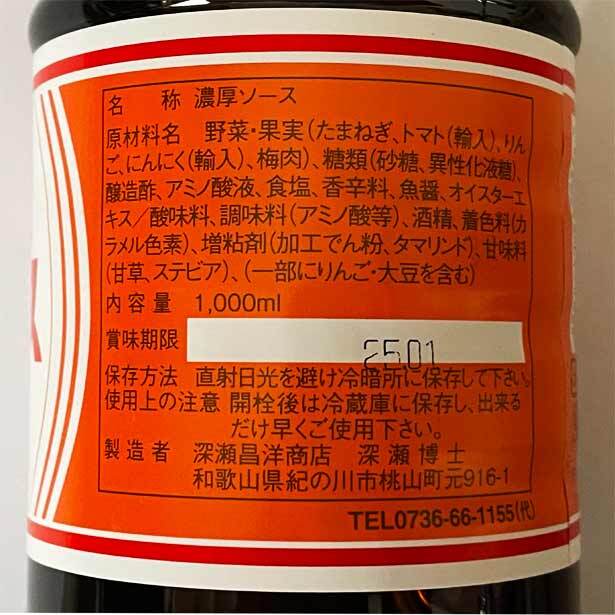 名　称 濃厚ソース
原材料名 野菜・果実(たまねぎ、トマト(輸入)、りん
ご、にんにく(輸入)、梅肉)、糖類(砂糖、異性化液糖)、
醸造酢、アミノ酸液、食塩、香辛料、魚醤、オイスターエ
キス/酸味料、調味料(アミノ酸等)、酒精、着色料(カ
ラメル色素)、増粘剤(加工でん粉、タマリンド)、甘味料
(甘草、ステビア)、(一部にりんご・大豆を含む)
内容量 1,000ml
賞味期限 25.01
保存方法 直射日光を避け冷暗所に保存して下さい。
使用上の注意 開栓後は冷蔵庫に保存し、出来る
だけ早くご使用下さい。
製造者 深瀬昌洋商店 深瀬博士
和歌山県紀の川市桃山町元916-1
TEL0736-66-1155(代)